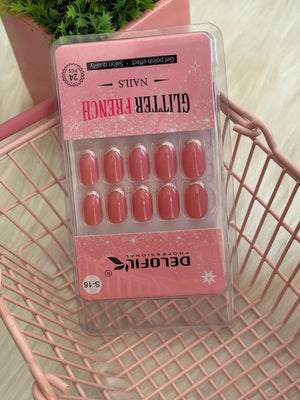 Gel polish effect • Salon quality
24
PCS
NAILS
GLITTER FRENCH
DELOFIL
PROFESSIONAL
®
S-16